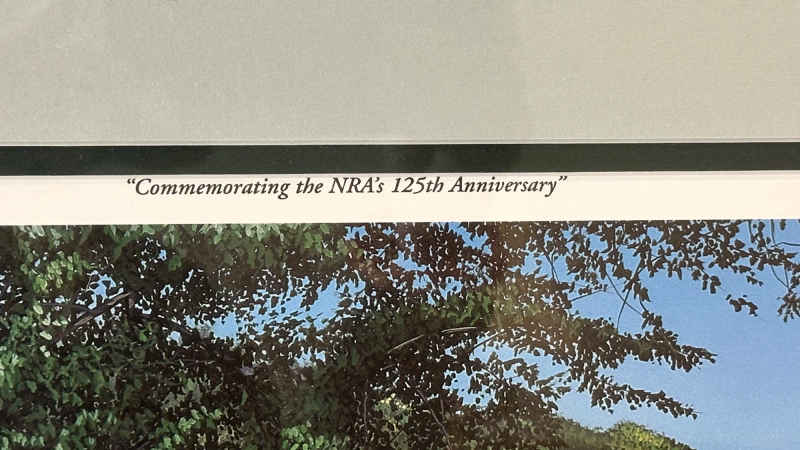 “Commemorating the NRA’s 125th Anniversary”